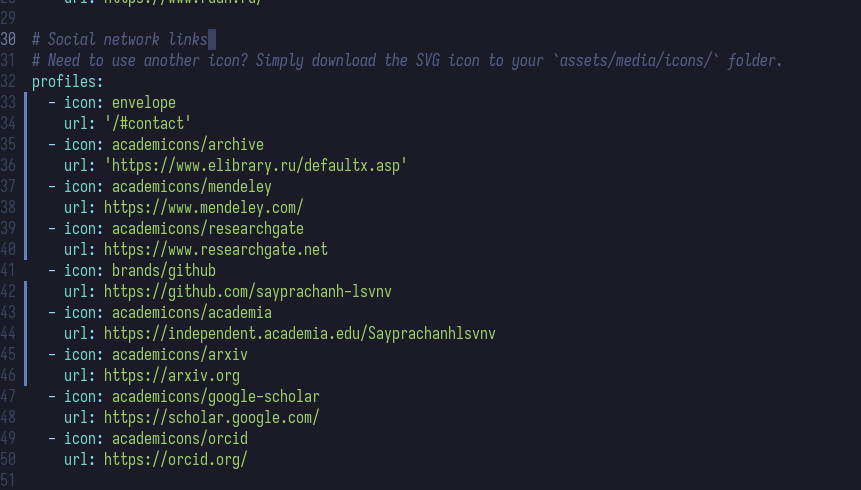 29
30 # Social network links
31 # Need to use another icon? Simply download the SVG icon to your `assets/media/icons/` folder.
32 profiles:
33   - icon: envelope
34     url: '/#contact'
35   - icon: academicons/archive
36     url: 'https://www.elibrary.ru/defaultx.asp'
37   - icon: academicons/mendeley
38     url: https://www.mendeley.com/
39   - icon: academicons/researchgate
40     url: https://www.researchgate.net
41   - icon: brands/github
42     url: https://github.com/sayprachanh-lsvnv
43   - icon: academicons/academia
44     url: https://independent.academia.edu/Sayprachanhlsvnv
45   - icon: academicons/arxiv
46     url: https://arxiv.org
47   - icon: academicons/google-scholar
48     url: https://scholar.google.com/
49   - icon: academicons/orcid
50     url: https://orcid.org/
51